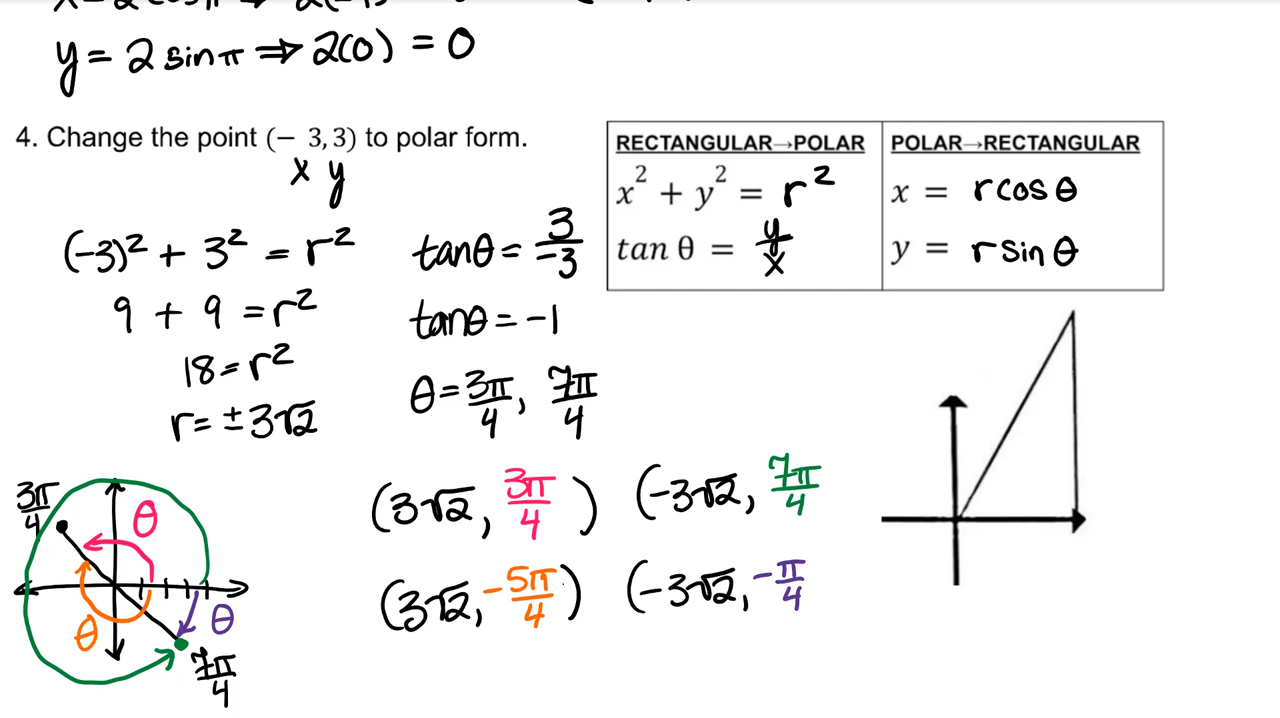 y = 2 sinπ ⇒ 2(0) = 0
4. Change the point (− 3, 3) to polar form.
x y
(-3)² + 3² = r²
9 + 9 = r²
18 = r²
r = ±3√2
tanθ = 3/-3
tanθ = -1
θ = 3π/4, 7π/4
RECTANGULAR→POLAR
x² + y² = r²
tan θ = y/x
POLAR→RECTANGULAR
x = r cos θ
y = r sin θ
(3√2, 3π/4) (-3√2, 7π/4)
(3√2, -5π/4) (-3√2, -π/4)
3π/4
θ
θ
θ
7π/4